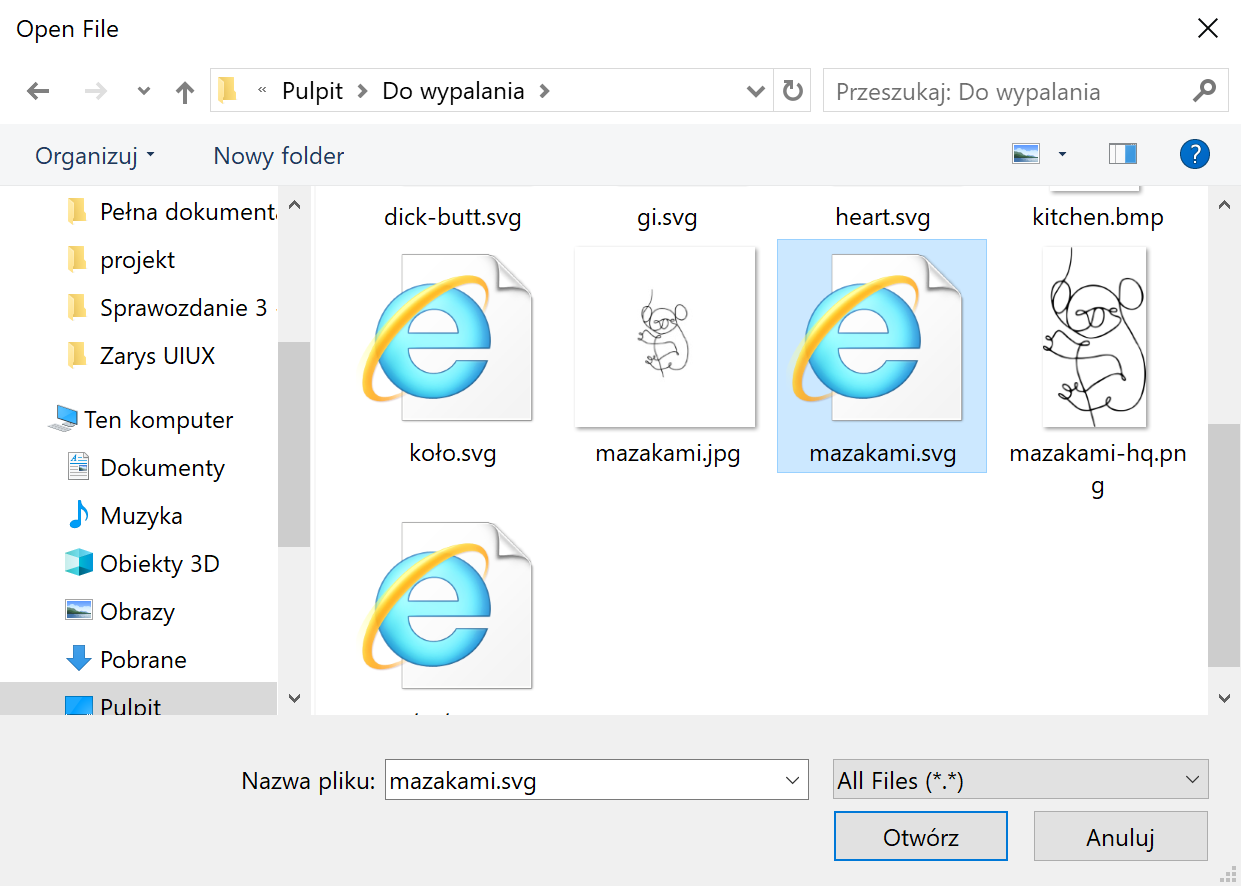 Open File
« Pulpit > Do wypalania >
Przeszukaj: Do wypalania
Organizuj
Nowy folder
?
Pełna dokument
projekt
Sprawozdanie 3
Zarys UIUX
Ten komputer
Dokumenty
Muzyka
Obiekty 3D
Obrazy
Pobrane
Pulpit
dick-butt.svg
gi.svg
heart.svg
kitchen.bmp
koło.svg
mazakami.jpg
mazakami.svg
mazakami-hq.pn
g
Nazwa pliku:
mazakami.svg
All Files (*.*)
Otwórz
Anuluj